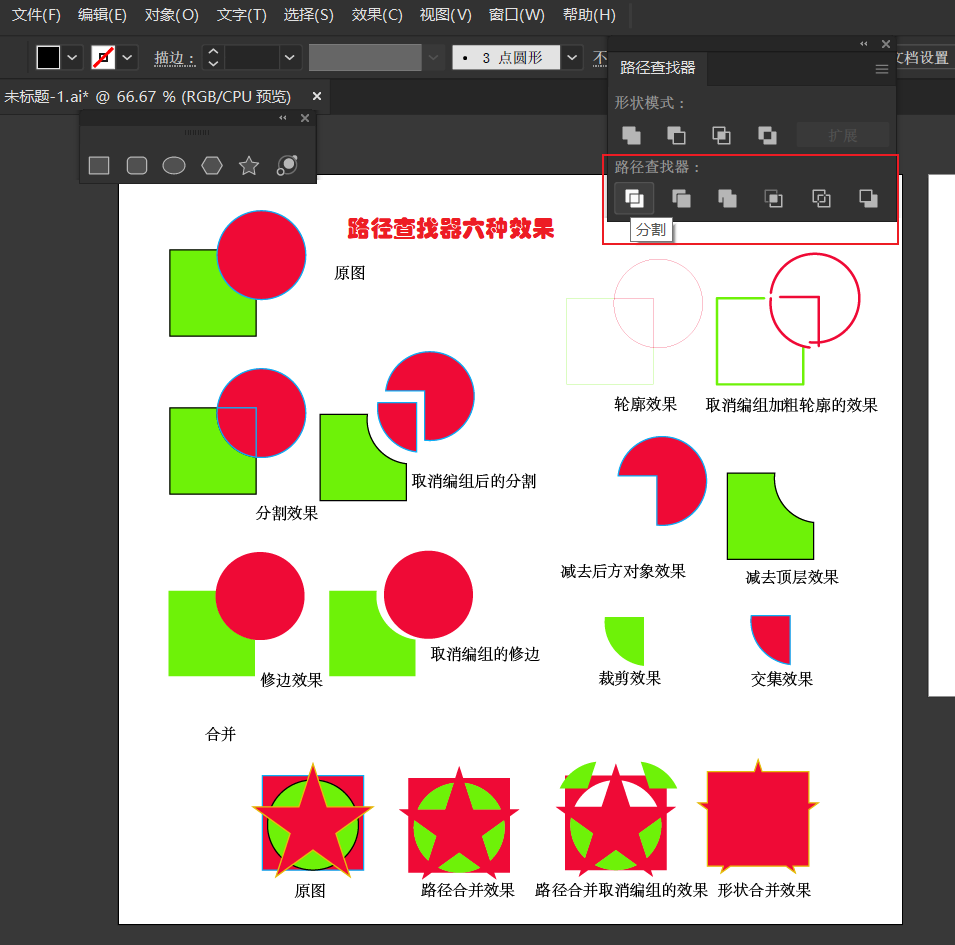 文件(F) 编辑(E) 对象(O) 文字(T) 选择(S) 效果(C) 视图(V) 窗口(W) 帮助(H)
描边： 3 点圆形 不 文档设置
路径查找器
未标题-1.ai* @ 66.67 % (RGB/CPU 预览)
形状模式：
扩展
路径查找器：
分割
路径查找器六种效果
原图
轮廓效果
取消编组加粗轮廓的效果
取消编组后的分割
分割效果
减去后方对象效果
减去顶层效果
取消编组的修边
修边效果
裁剪效果
交集效果
合并
原图
路径合并效果
路径合并取消编组的效果
形状合并效果